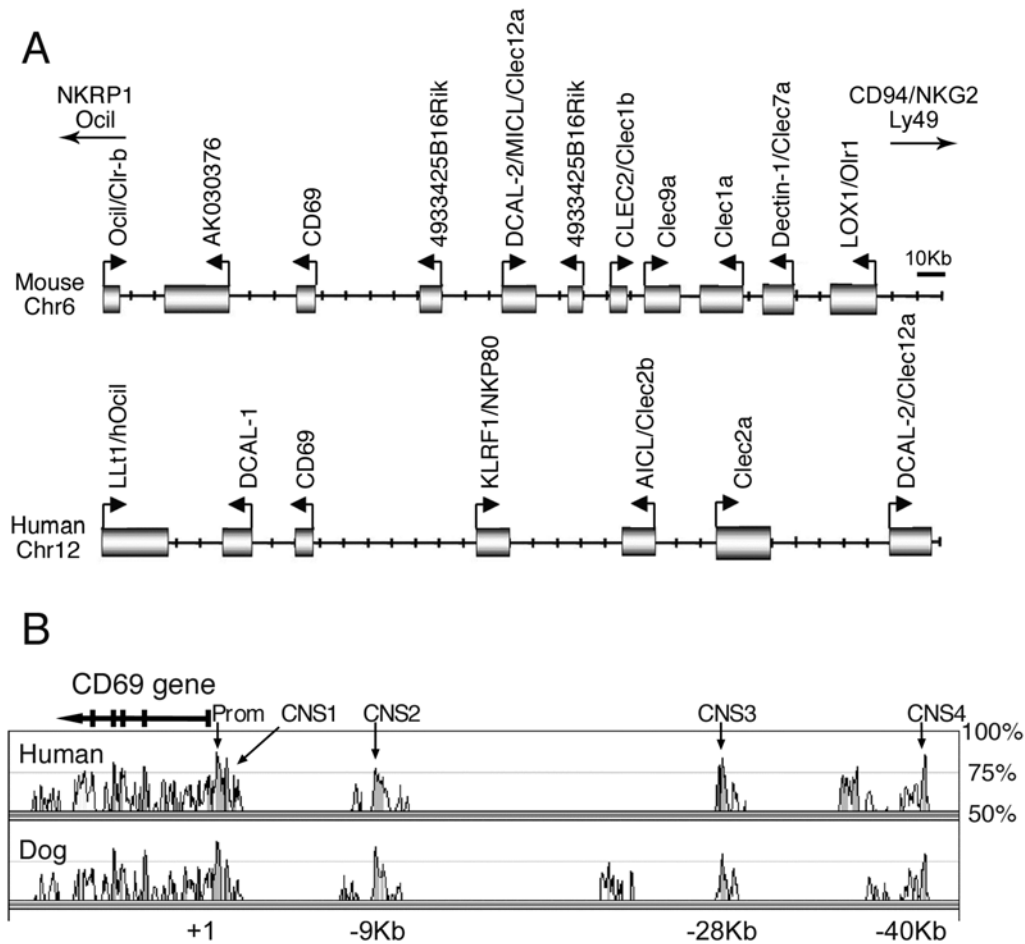 A
NKRP1
Ocil
CD94/NKG2
Ly49
Ocil/Clr-b
AK030376
CD69
4933425B16Rik
DCAL-2/MICL/Clec12a
4933425B16Rik
CLEC2/Clec1b
Clec9a
Clec1a
Dectin-1/Clec7a
LOX1/Olr1
10Kb
Mouse
Chr6
LLt1/hOcil
DCAL-1
CD69
KLRF1/NKP80
AICL/Clec2b
Clec2a
DCAL-2/Clec12a
Human
Chr12
B
CD69 gene
Prom
CNS1
CNS2
CNS3
CNS4
100%
Human
75%
50%
Dog
+1
-9Kb
-28Kb
-40Kb